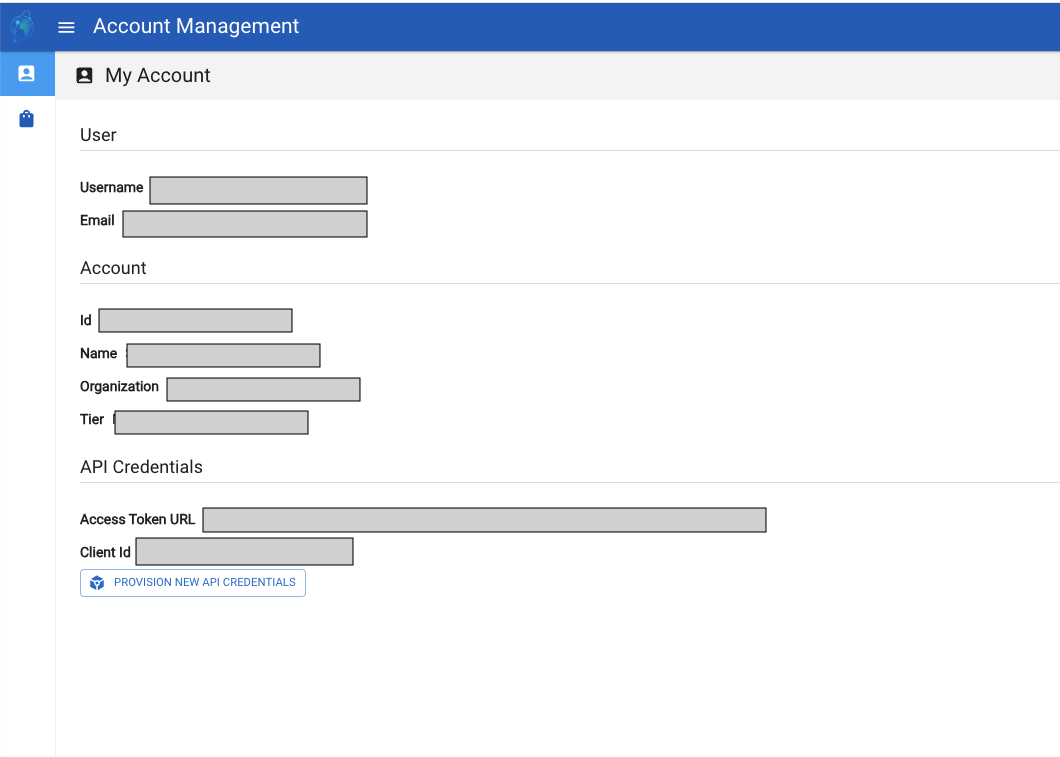 Account Management
My Account
User
Username
Email
Account
Id
Name
Organization
Tier
API Credentials
Access Token URL
Client Id
PROVISION NEW API CREDENTIALS